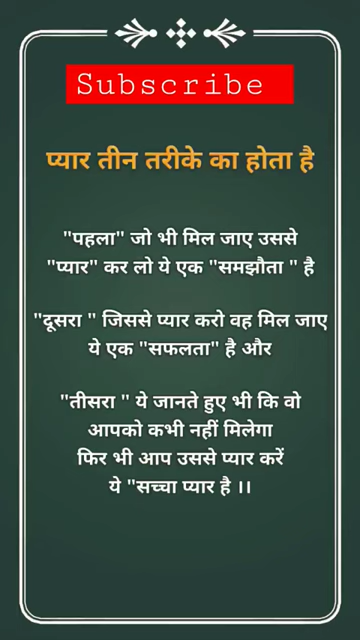 Subscribe
प्यार तीन तरीके का होता है
"पहला" जो भी मिल जाए उससे
"प्यार" कर लो ये एक "समझौता " है
"दूसरा " जिससे प्यार करो वह मिल जाए
ये एक "सफलता" है और
"तीसरा " ये जानते हुए भी कि वो
आपको कभी नहीं मिलेगा
फिर भी आप उससे प्यार करें
ये "सच्चा प्यार है ।।